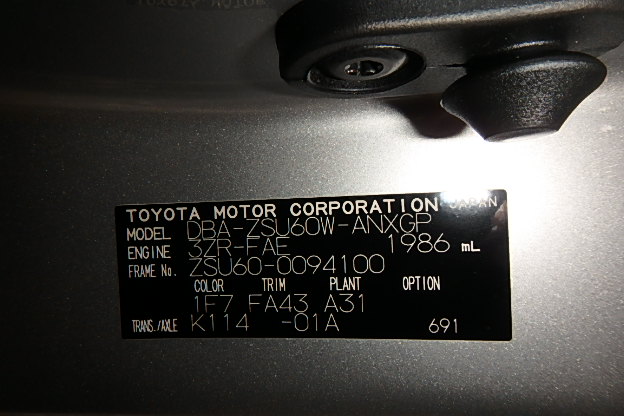 TOYOTA MOTOR CORPORATION JAPAN
MODEL DBA-ZSU60W-ANXGP
ENGINE 3ZR-FAE 1986 mL
FRAME No. ZSU60-0094100
COLOR TRIM PLANT OPTION
1F7 FA43 A31
TRANS./AXLE K114 -01A 691